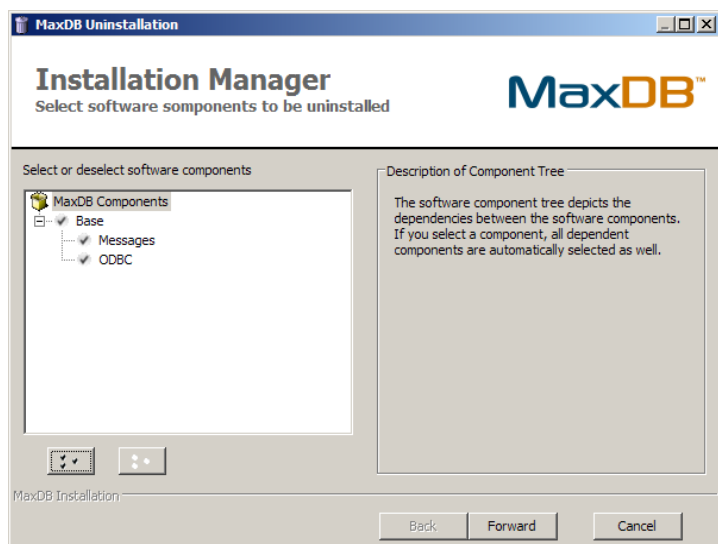 MaxDB Uninstallation
Installation Manager
Select software somponents to be uninstalled
MaxDB™
Select or deselect software components
MaxDB Components
Base
Messages
ODBC
Description of Component Tree
The software component tree depicts the
dependencies between the software components.
If you select a component, all dependent
components are automatically selected as well.
MaxDB Installation
Back
Forward
Cancel